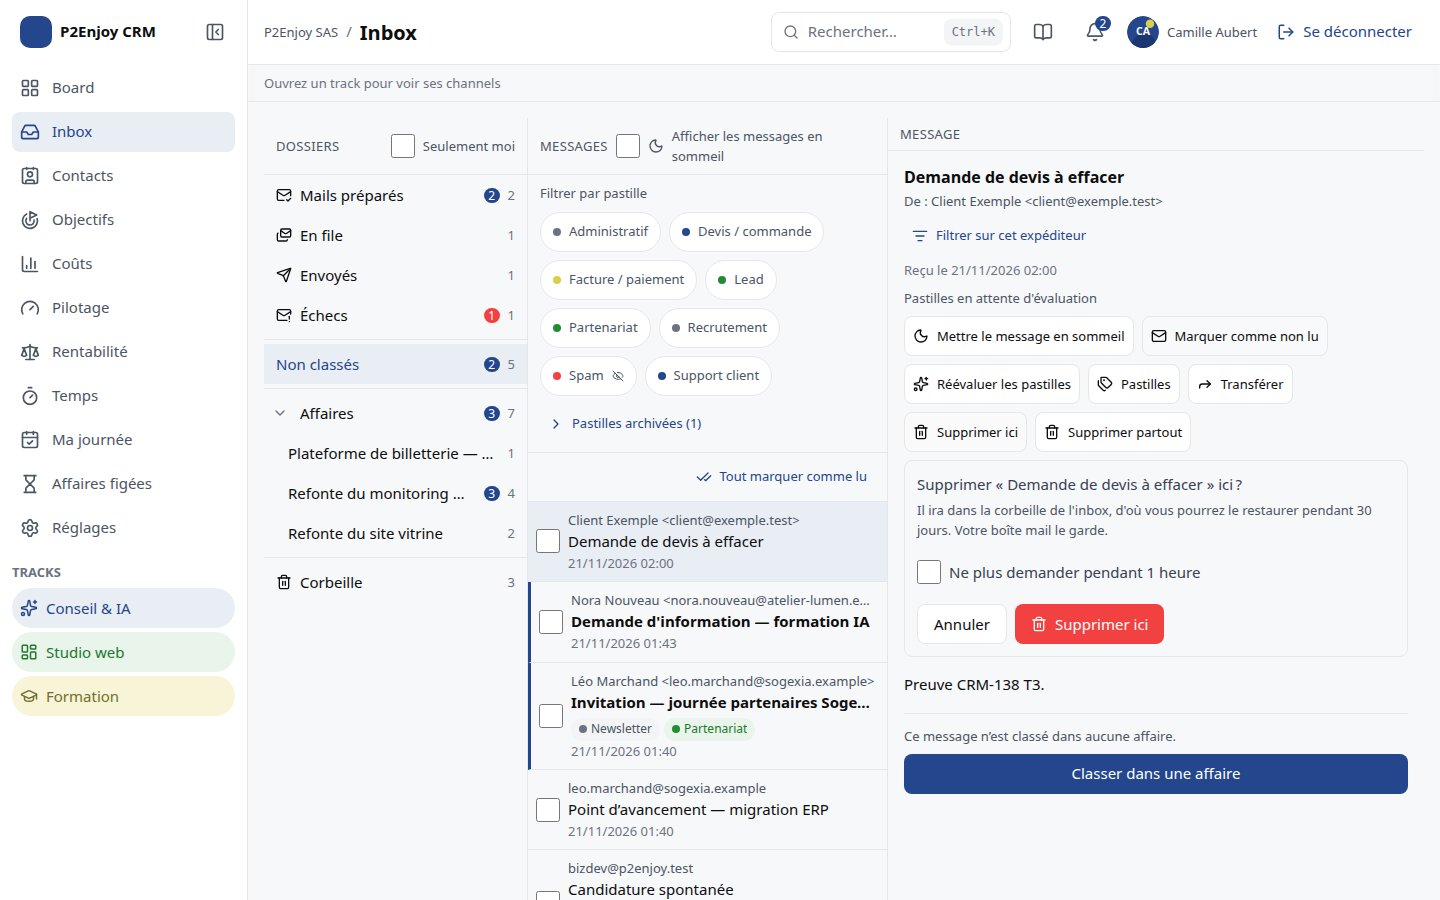 P2Enjoy CRM
Board
Inbox
Contacts
Objectifs
Coûts
Pilotage
Rentabilité
Temps
Ma journée
Affaires figées
Réglages
TRACKS
Conseil & IA
Studio web
Formation
P2Enjoy SAS / Inbox
Rechercher...
Ctrl+K
2
CA
Camille Aubert
Se déconnecter
Ouvrez un track pour voir ses channels
DOSSIERS
Seulement moi
Mails préparés 2 2
En file 1
Envoyés 1
Échecs 1 1
Non classés 2 5
Affaires 3 7
Plateforme de billetterie — ... 1
Refonte du monitoring ... 3 4
Refonte du site vitrine 2
Corbeille 3
MESSAGES
Afficher les messages en
sommeil
Filtrer par pastille
Administratif
Devis / commande
Facture / paiement
Lead
Partenariat
Recrutement
Spam
Support client
Pastilles archivées (1)
Tout marquer comme lu
Client Exemple <client@exemple.test>
Demande de devis à effacer
21/11/2026 02:00
Nora Nouveau <nora.nouveau@atelier-lumen.e...
Demande d'information — formation IA
21/11/2026 01:43
Léo Marchand <leo.marchand@sogexia.example>
Invitation — journée partenaires Soge...
Newsletter
Partenariat
21/11/2026 01:40
leo.marchand@sogexia.example
Point d’avancement — migration ERP
21/11/2026 01:40
bizdev@p2enjoy.test
Candidature spontanée
MESSAGE
Demande de devis à effacer
De : Client Exemple <client@exemple.test>
Filtrer sur cet expéditeur
Reçu le 21/11/2026 02:00
Pastilles en attente d'évaluation
Mettre le message en sommeil
Marquer comme non lu
Réévaluer les pastilles
Pastilles
Transférer
Supprimer ici
Supprimer partout
Supprimer « Demande de devis à effacer » ici ?
Il ira dans la corbeille de l'inbox, d'où vous pourrez le restaurer pendant 30
jours. Votre boîte mail le garde.
Ne plus demander pendant 1 heure
Annuler
Supprimer ici
Preuve CRM-138 T3.
Ce message n’est classé dans aucune affaire.
Classer dans une affaire